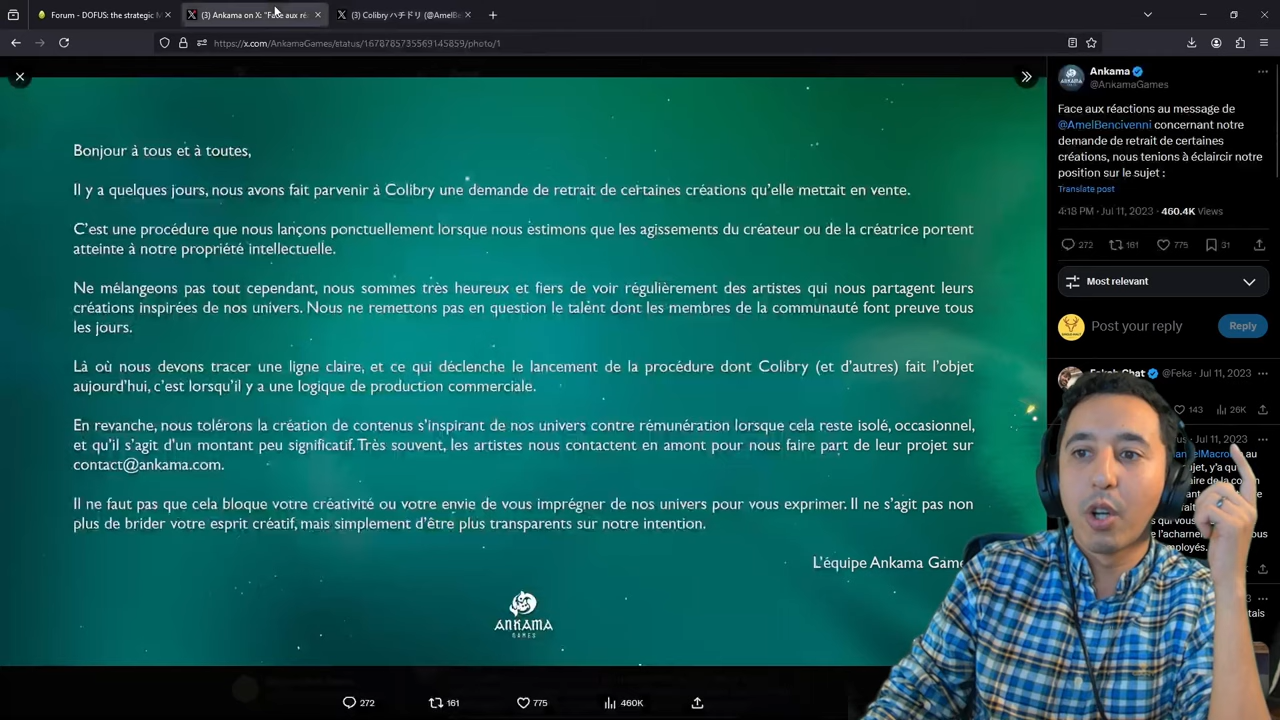 Forum - DOFUS: the strategic M
(3) Ankama on X: "Face aux ré
(3) Colibry ハチドリ (@AmelBe
https://x.com/AnkamaGames/status/1678785735569145859/photo/1
Bonjour à tous et à toutes,
Il y a quelques jours, nous avons fait parvenir à Colibry une demande de retrait de certaines créations qu'elle mettait en vente.
C'est une procédure que nous lançons ponctuellement lorsque nous estimons que les agissements du créateur ou de la créatrice portent
atteinte à notre propriété intellectuelle.
Ne mêlangeons pas tout cependant, nous sommes très heureux et fiers de voir régulièrement des artistes qui nous partagent leurs
créations inspirées de nos univers. Nous ne remettons pas en question le talent dont les membres de la communauté font preuve tous
les jours.
Là où nous devons tracer une ligne claire, et ce qui déclenche le lancement de la procédure dont Colibry (et d'autres) fait l'objet
aujourd'hui, c'est lorsqu'il y a une logique de production commerciale.
En revanche, nous tolérons la création de contenus s'inspirant de nos univers contre rémunération lorsque cela reste isolé, occasionnel,
et qu'il s'agit d'un montant peu significatif. Très souvent, les artistes nous contactent en amont pour nous faire part de leur projet sur
contact@ankama.com.
Il ne faut pas que cela bloque votre créativité ou votre envie de vous imprégner de nos univers pour vous exprimer. Il ne s'agit pas non
plus de brider votre esprit créatif, mais simplement d'être plus transparents sur notre intention.
L'équipe Ankama Game
ANKAMA
GAMES
272
161
775
460K
Ankama
@AnkamaGames
Face aux réactions au message de
@AmelBencivenni concernant notre
demande de retrait de certaines
créations, nous tenions à éclaircir notre
position sur le sujet :
Translate post
4:18 PM · Jul 11, 2023 · 460.4K Views
272
161
775
31
Most relevant
Post your reply
Reply
@Feka · Jul 11, 2023
143
26K
Jul 11, 2023
au